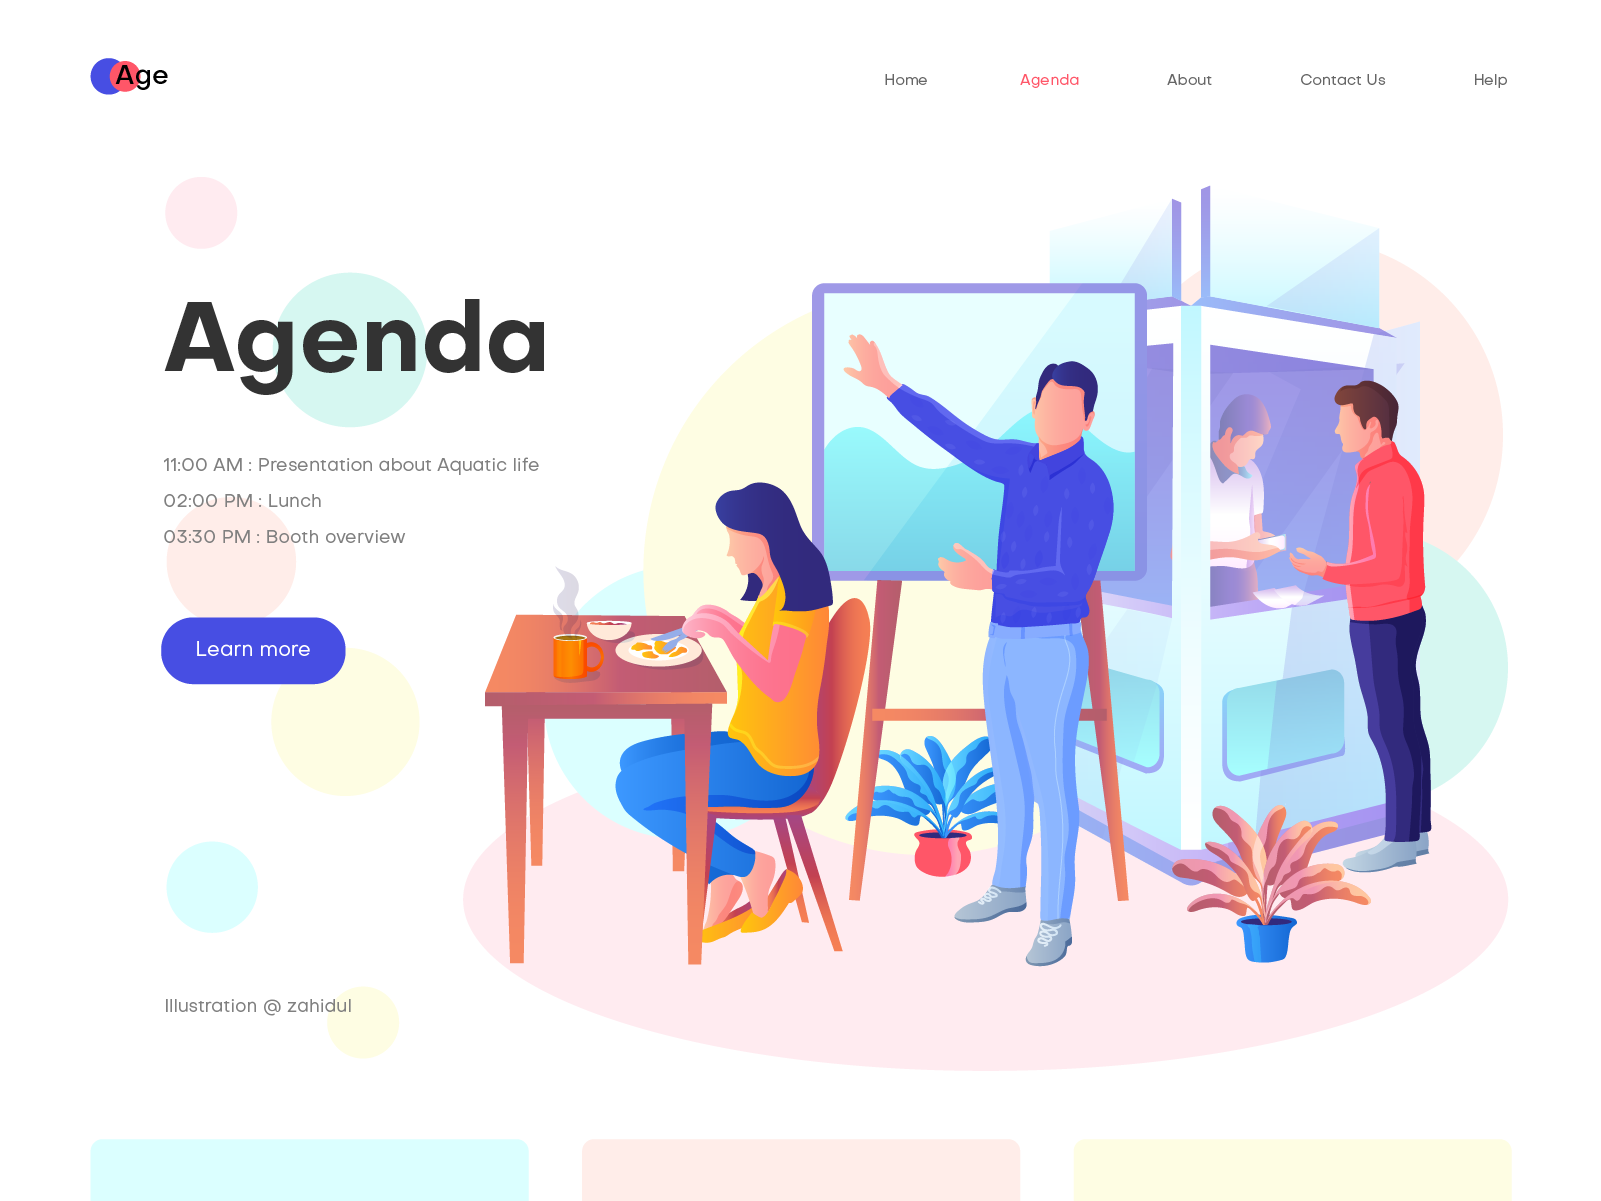 Age
Home
Agenda
About
Contact Us
Help
Agenda
11:00 AM : Presentation about Aquatic life
02:00 PM : Lunch
03:30 PM : Booth overview
Learn more
Illustration @ zahidul